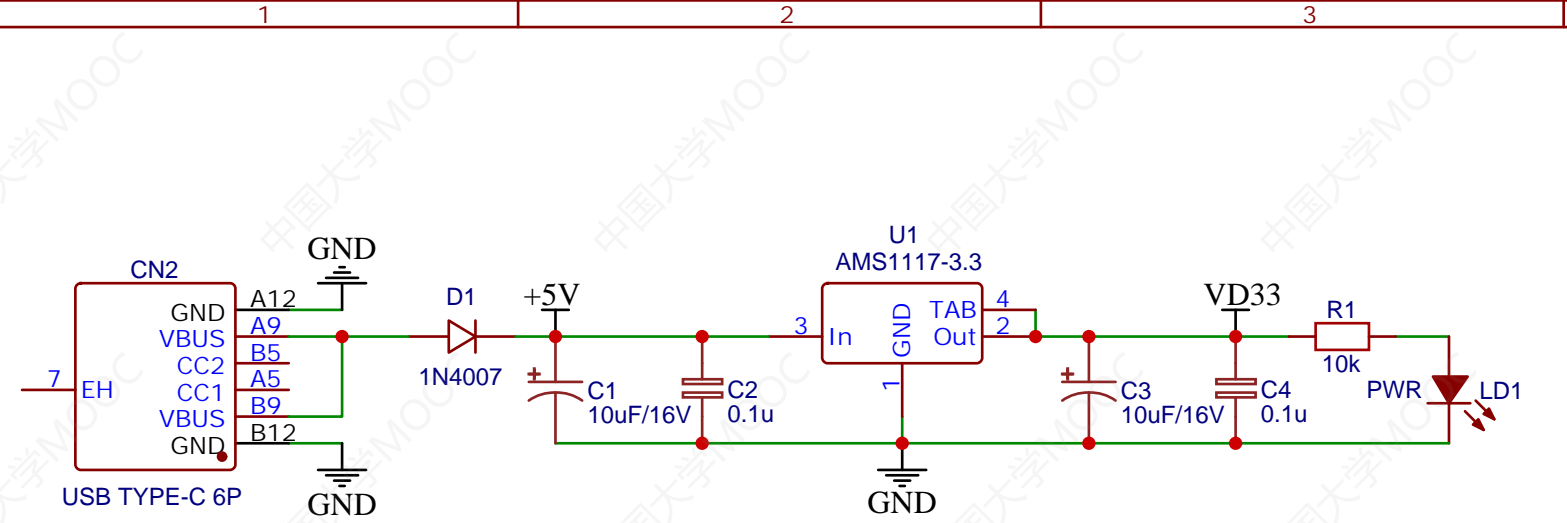 1
2
3
中国大学MOOC
GND
CN2
GND
VBUS
CC2
CC1
VBUS
GND
EH
7
A12
A9
B5
A5
B9
B12
USB TYPE-C 6P
GND
D1
1N4007
+5V
+
C1
10uF/16V
C2
0.1u
U1
AMS1117-3.3
3
In
GND
1
TAB
Out
4
2
GND
+
C3
10uF/16V
VD33
C4
0.1u
R1
10k
PWR
LD1